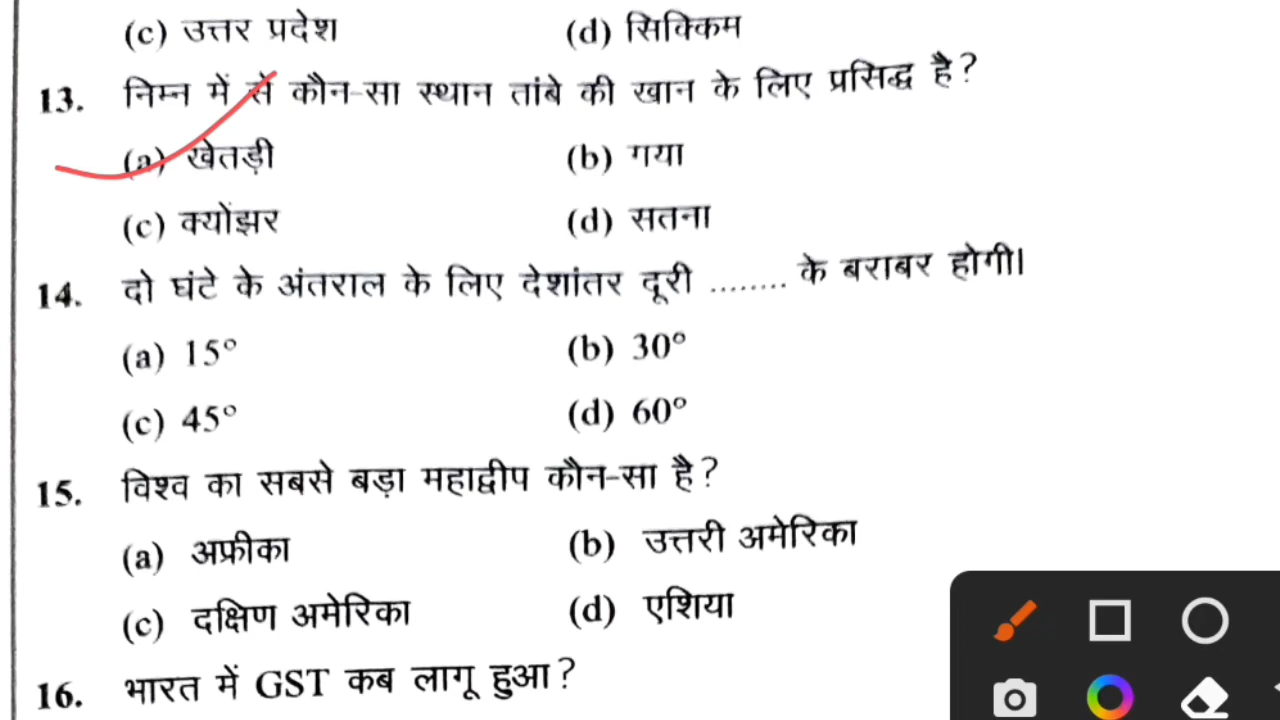 (c) उत्तर प्रदेश (d) सिक्किम
13. निम्न में से कौन-सा स्थान तांबे की खान के लिए प्रसिद्ध है?
(a) खेतड़ी (b) गया
(c) क्योंझर (d) सतना
14. दो घंटे के अंतराल के लिए देशांतर दूरी ........ के बराबर होगी।
(a) 15° (b) 30°
(c) 45° (d) 60°
15. विश्व का सबसे बड़ा महाद्वीप कौन-सा है?
(a) अफ्रीका (b) उत्तरी अमेरिका
(c) दक्षिण अमेरिका (d) एशिया
16. भारत में GST कब लागू हुआ?